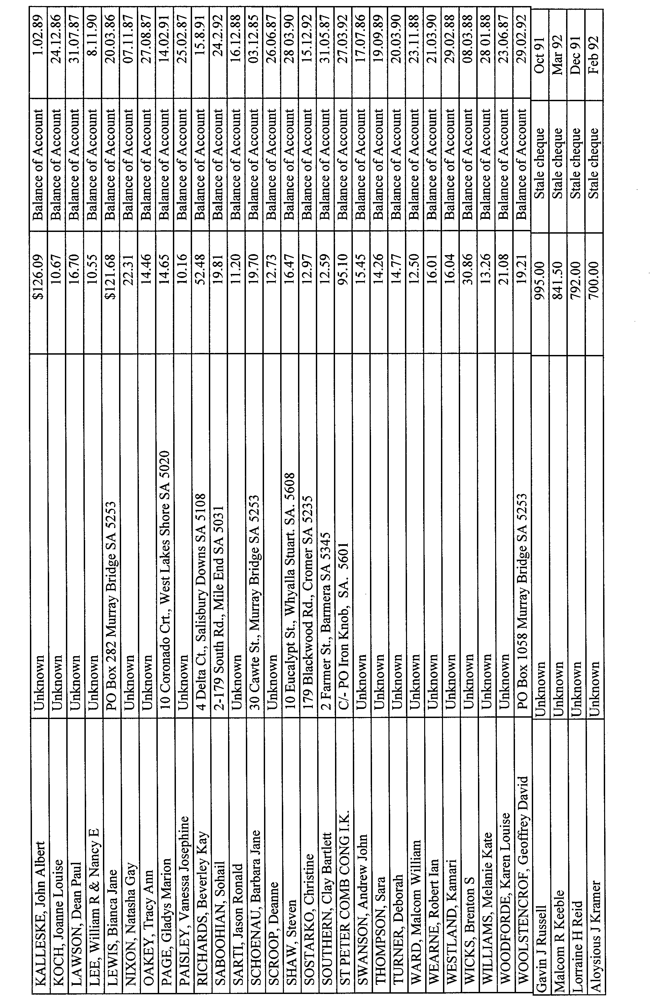 KALLESKE, John Albert Unknown $126.09 Balance of Account 1.02.89
KOCH, Joanne Louise Unknown 10.67 Balance of Account 24.12.86
LAWSON, Dean Paul Unknown 16.70 Balance of Account 31.07.87
LEE, William R & Nancy E Unknown 10.55 Balance of Account 8.11.90
LEWIS, Bianca Jane PO Box 282 Murray Bridge SA 5253 $121.68 Balance of Account 20.03.86
NIXON, Natasha Gay Unknown 22.31 Balance of Account 07.11.87
OAKEY, Tracy Ann Unknown 14.46 Balance of Account 27.08.87
PAGE, Gladys Marion 10 Coronado Crt., West Lakes Shore SA 5020 14.65 Balance of Account 14.02.91
PAISLEY, Vanessa Josephine Unknown 10.16 Balance of Account 25.02.87
RICHARDS, Beverley Kay 4 Delta Ct., Salisbury Downs SA 5108 52.48 Balance of Account 15.8.91
SABOOHIAN, Sohail 2-179 South Rd., Mile End SA 5031 19.81 Balance of Account 24.2.92
SARTI, Jason Ronald Unknown 11.20 Balance of Account 16.12.88
SCHOENAU, Barbara Jane 30 Cawte St., Murray Bridge SA 5253 19.70 Balance of Account 03.12.85
SCROOP, Deanne Unknown 12.73 Balance of Account 26.06.87
SHAW, Steven 10 Eucalypt St., Whyalla Stuart. SA. 5608 16.47 Balance of Account 28 03.90
SOSTARKO, Christine 179 Blackwood Rd., Cromer SA 5235 12.97 Balance of Account 15.12.92
SOUTHERN, Clay Bartlett 2 Farmer St., Barmera SA 5345 12.59 Balance of Account 31.05.87
ST PETER COMB CONG I.K. C/- PO Iron Knob, SA. 5601 95.10 Balance of Account 27.03.92
SWANSON, Andrew John Unknown 15.45 Balance of Account 17.07.86
THOMPSON, Sara Unknown 14.26 Balance of Account 19.09.89
TURNER, Deborah Unknown 14.77 Balance of Account 20.03.90
WARD, Malcom William Unknown 12.50 Balance of Account 23.11.88
WEARNE, Robert Ian Unknown 16.01 Balance of Account 21.03.90
WESTLAND, Kamari Unknown 16.04 Balance of Account 29.02.88
WICKS, Brenton S Unknown 30.86 Balance of Account 08.03.88
WILLIAMS, Melanie Kate Unknown 13.26 Balance of Account 28 01.88
WOODFORDE, Karen Louise Unknown 21.08 Balance of Account 23.06.87
WOOLSTENCROF, Geoffrey David PO Box 1058 Murray Bridge SA 5253 19.21 Balance of Account 29.02.92
Gavin J Russell Unknown 995.00 Stale cheque Oct 91
Malcom R Keeble Unknown 841.50 Stale cheque Mar 92
Lorraine H Reid Unknown 792.00 Stale cheque Dec 91
Aloysious J Kramer Unknown 700.00 Stale cheque Feb 92